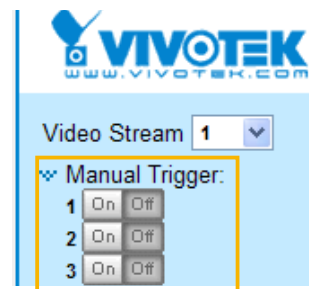 VIVOTEK
www.vivotek.com
Video Stream 1
Manual Trigger:
1 On Off
2 On Off
3 On Off